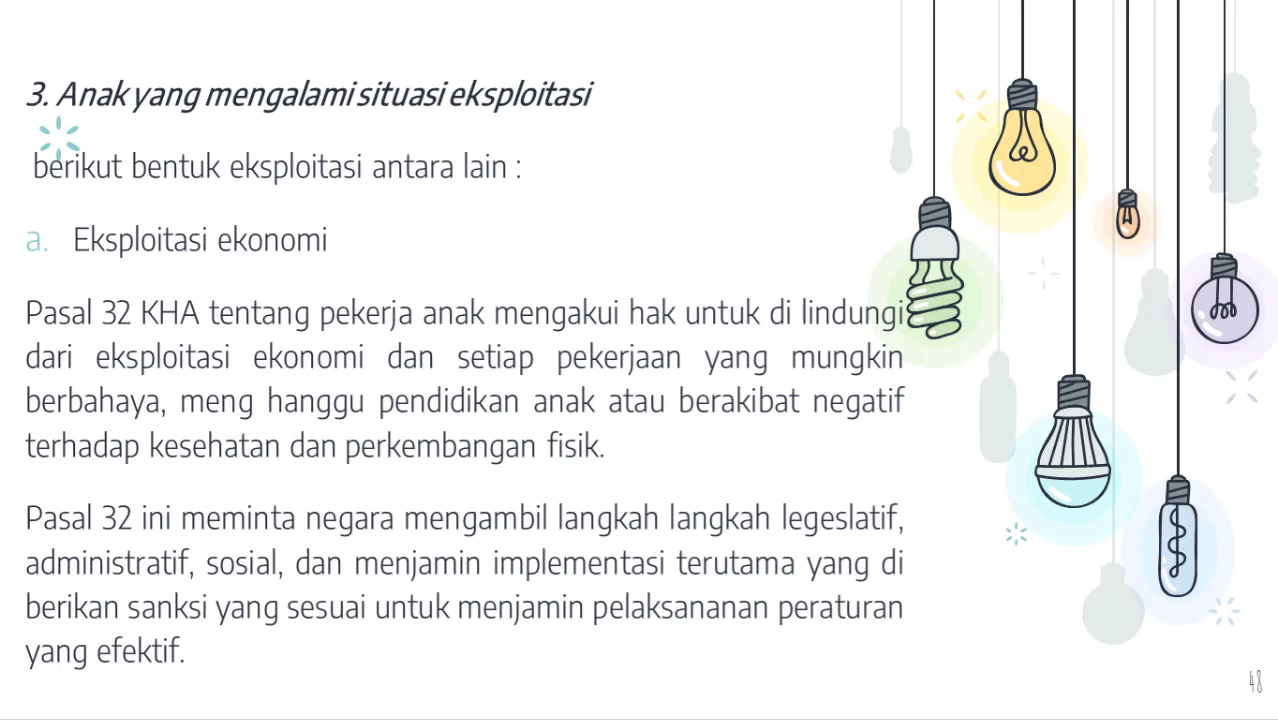 3. Anak yang mengalami situasi eksploitasi
berikut bentuk eksploitasi antara lain :
a. Eksploitasi ekonomi
Pasal 32 KHA tentang pekerja anak mengakui hak untuk di lindungi
dari eksploitasi ekonomi dan setiap pekerjaan yang mungkin
berbahaya, meng hanggu pendidikan anak atau berakibat negatif
terhadap kesehatan dan perkembangan fisik.
Pasal 32 ini meminta negara mengambil langkah langkah legeslatif,
administratif, sosial, dan menjamin implementasi terutama yang di
berikan sanksi yang sesuai untuk menjamin pelaksananan peraturan
yang efektif.
48